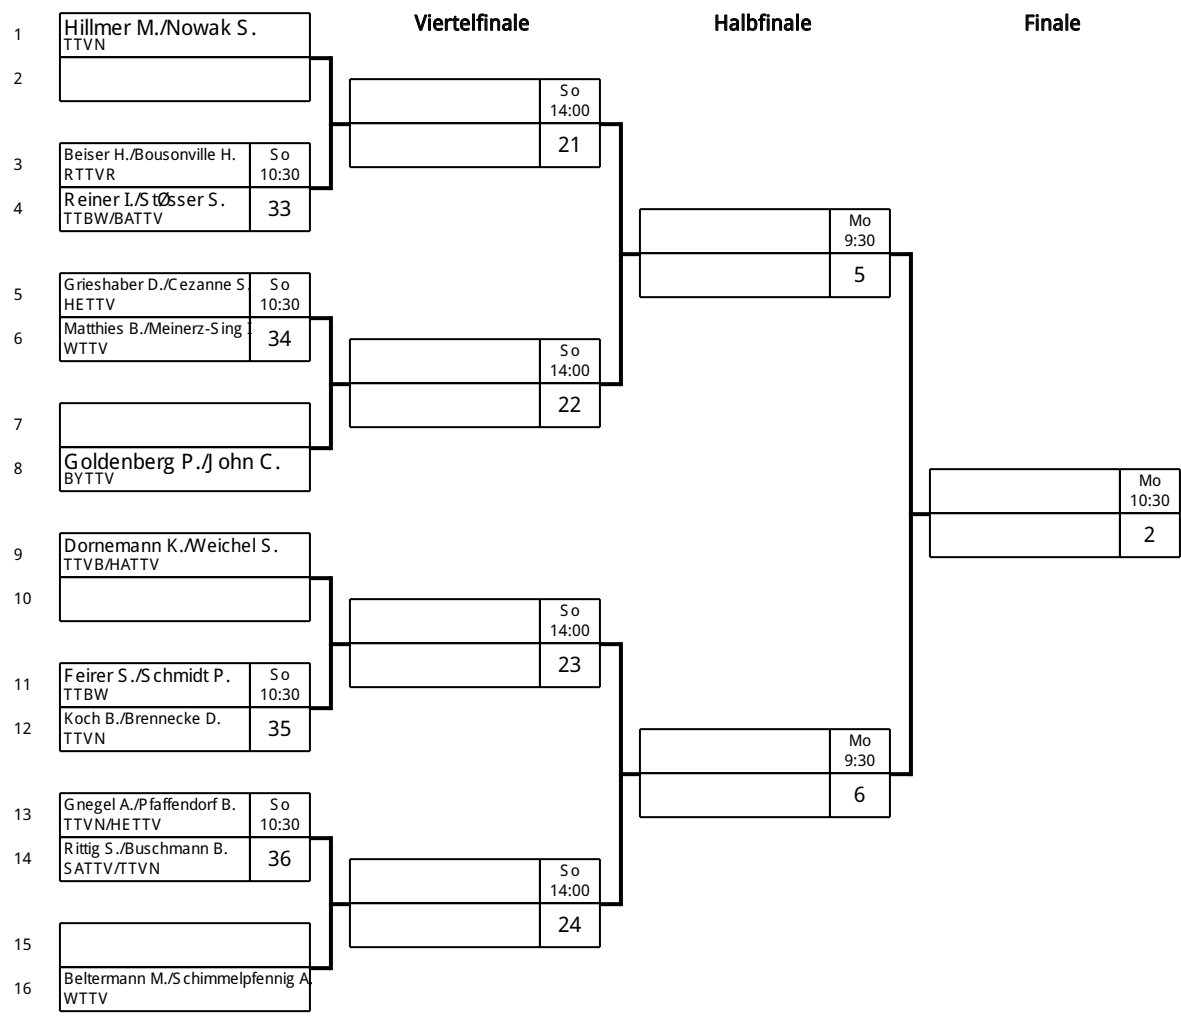 Viertelfinale
Halbfinale
Finale
1
Hillmer M./Nowak S.
TTVN
2
So
14:00
21
3
Beiser H./Bousonville H.
RTTVR
So
10:30
4
Reiner I./StØsser S.
TTBW/BATTV
33
Mo
9:30
5
5
Grieshaber D./Cezanne S.
HETTV
So
10:30
6
Matthies B./Meinerz-Sing I
WTTV
34
So
14:00
22
7
8
Goldenberg P./John C.
BYTTV
Mo
10:30
2
9
Dornemann K./Weichel S.
TTVB/HATTV
10
So
14:00
23
11
Feirer S./Schmidt P.
TTBW
So
10:30
12
Koch B./Brennecke D.
TTVN
35
Mo
9:30
6
13
Gnegel A./Pfaffendorf B.
TTVN/HETTV
So
10:30
14
Rittig S./Buschmann B.
SATTV/TTVN
36
So
14:00
24
15
16
Beltermann M./Schimmelpfennig A.
WTTV